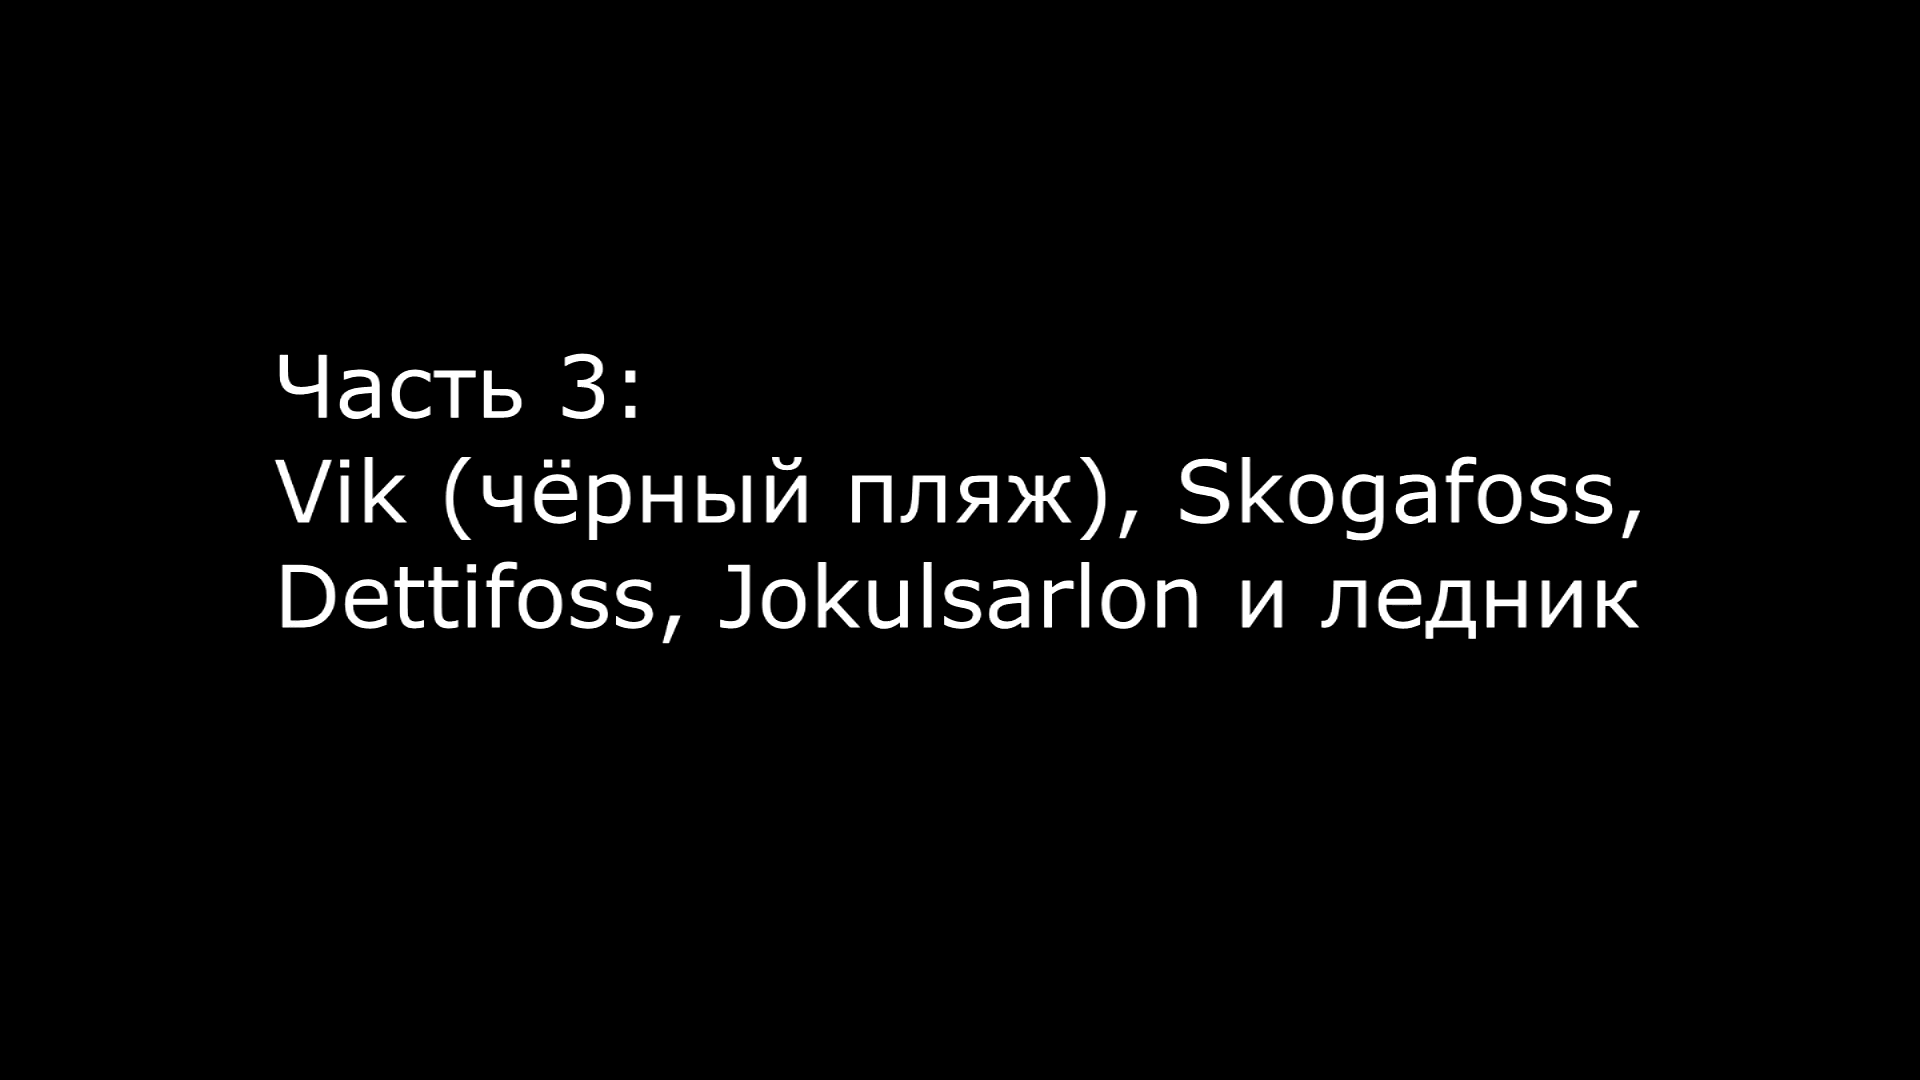 Часть 3:
Vik (чёрный пляж), Skogafoss,
Dettifoss, Jokulsarlon и ледник